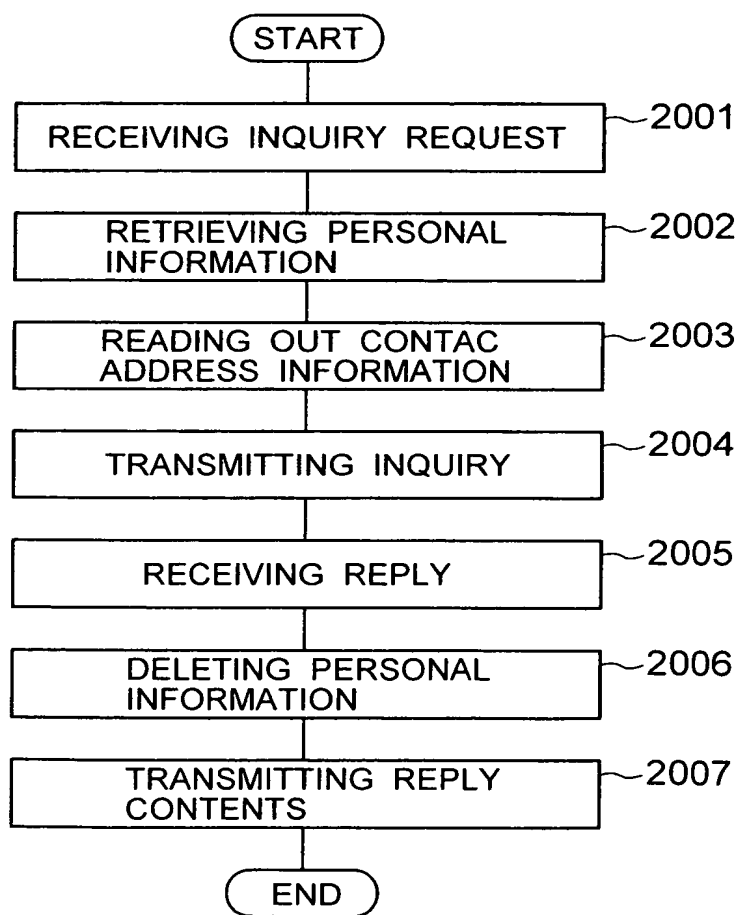 START
RECEIVING INQUIRY REQUEST
2001
RETRIEVING PERSONAL
INFORMATION
2002
READING OUT CONTAC
ADDRESS INFORMATION
2003
TRANSMITTING INQUIRY
2004
RECEIVING REPLY
2005
DELETING PERSONAL
INFORMATION
2006
TRANSMITTING REPLY
CONTENTS
2007
END